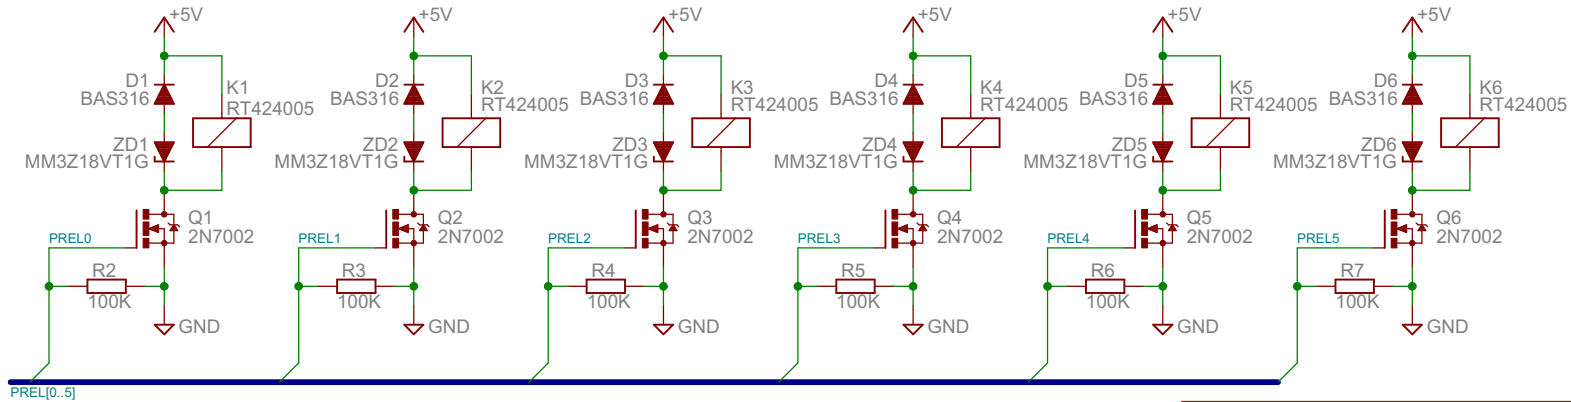 +5V +5V +5V +5V +5V +5V
D1 K1 D2 K2 D3 K3 D4 K4 D5 K5 D6 K6
BAS316 RT424005 BAS316 RT424005 BAS316 RT424005 BAS316 RT424005 BAS316 RT424005 BAS316 RT424005
ZD1 ZD2 ZD3 ZD4 ZD5 ZD6
MM3Z18VT1G MM3Z18VT1G MM3Z18VT1G MM3Z18VT1G MM3Z18VT1G MM3Z18VT1G
Q1 Q2 Q3 Q4 Q5 Q6
PREL0 2N7002 PREL1 2N7002 PREL2 2N7002 PREL3 2N7002 PREL4 2N7002 PREL5 2N7002
R2 R3 R4 R5 R6 R7
100K 100K 100K 100K 100K 100K
GND GND GND GND GND GND
PREL[0..5]